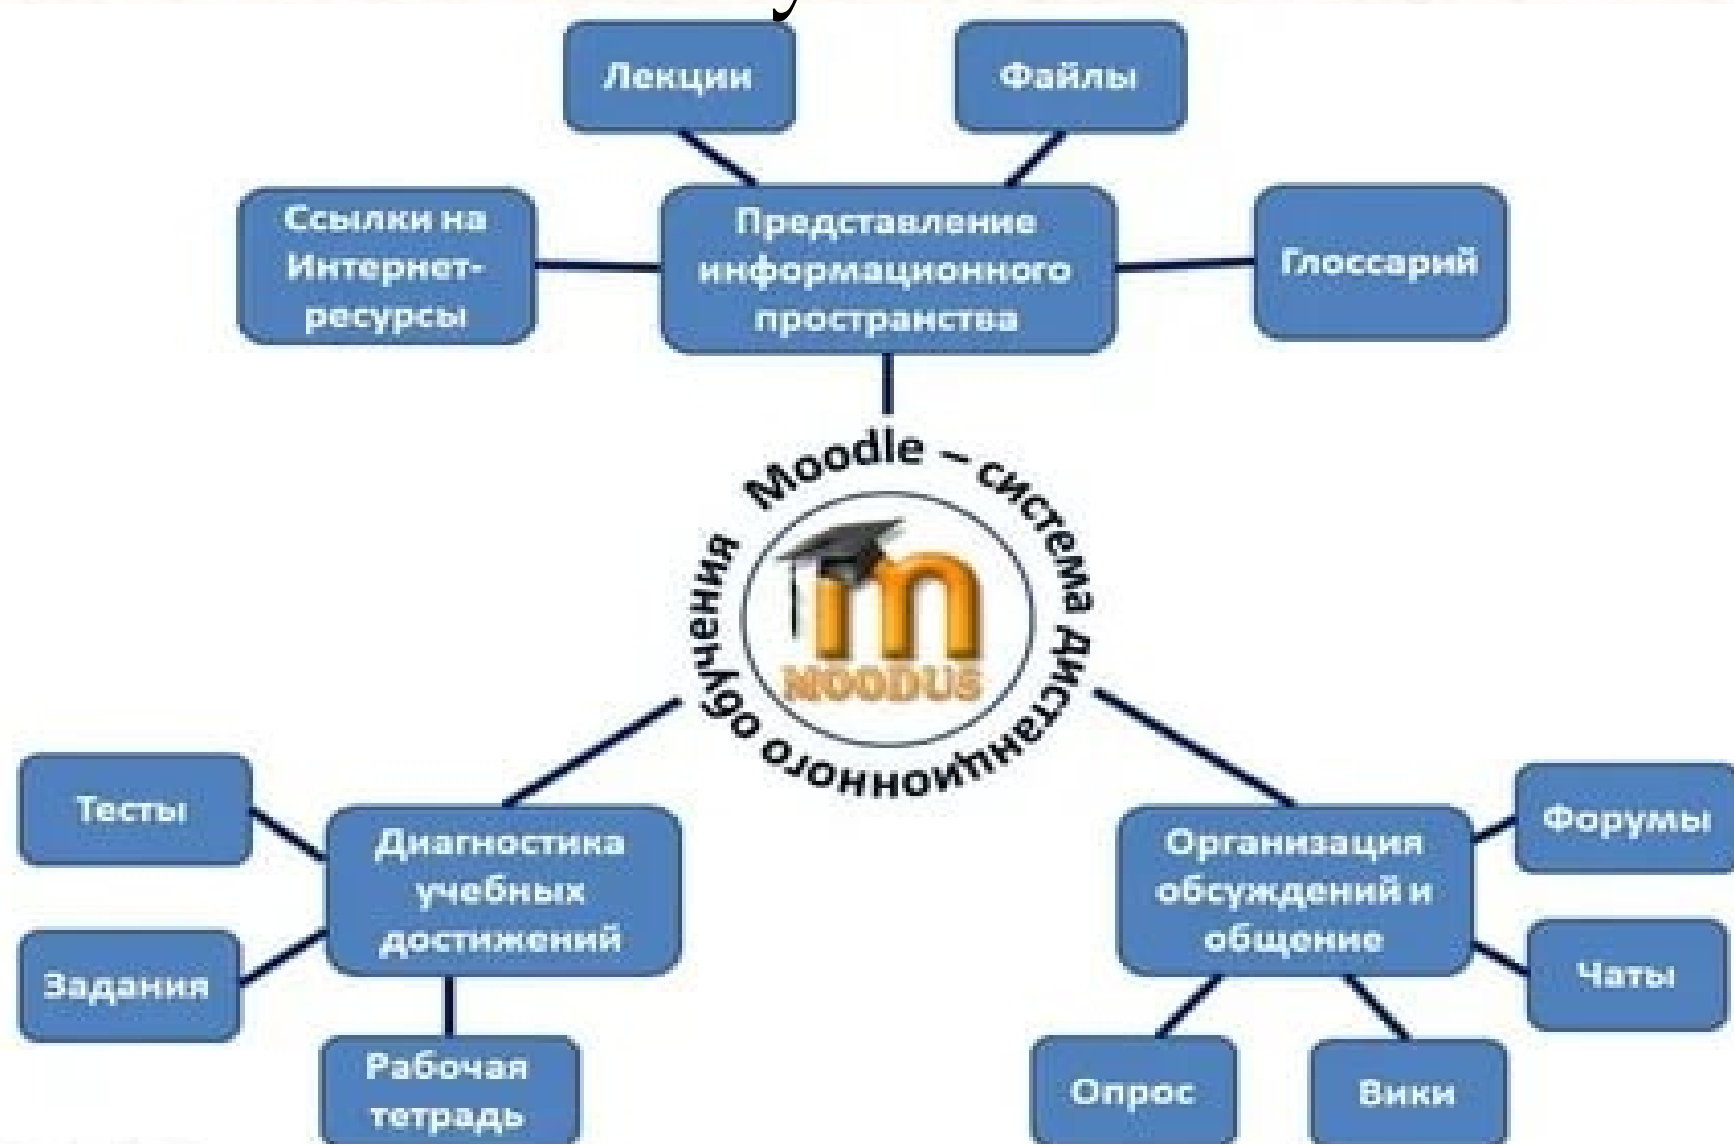 Лекции
Файлы
Ссылки на
Интернет-
ресурсы
Представление
информационного
пространства
Глоссарий
Moodle – система дистанционного обучения
m
MOODUS
Тесты
Диагностика
учебных
достижений
Задания
Рабочая
тетрадь
Организация
обсуждений и
общение
Форумы
Чаты
Опрос
Вики